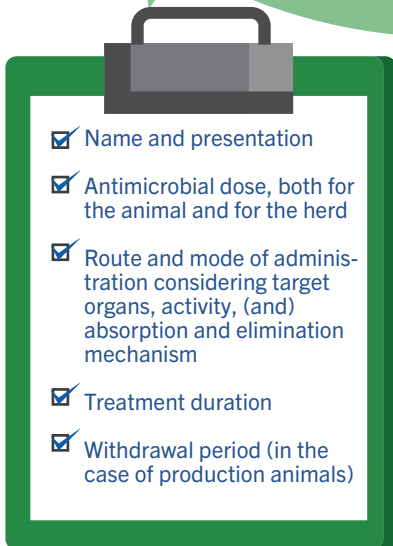 Name and presentation
Antimicrobial dose, both for
the animal and for the herd
Route and mode of adminis-
tration considering target
organs, activity, (and)
absorption and elimination
mechanism
Treatment duration
Withdrawal period (in the
case of production animals)